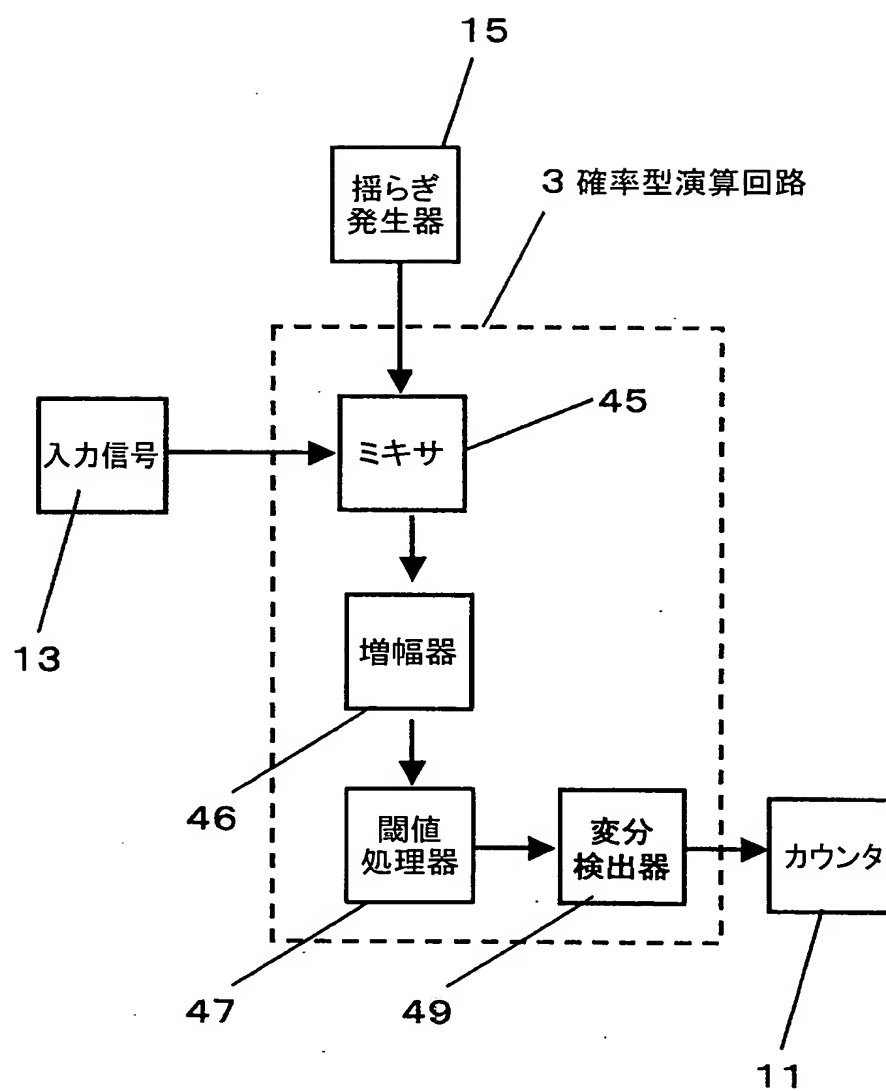 15
揺らぎ
発生器
3 確率型演算回路
45
ミキサ
入力信号
13
増幅器
46
閾値
処理器
変分
検出器
カウンタ
47
49
11